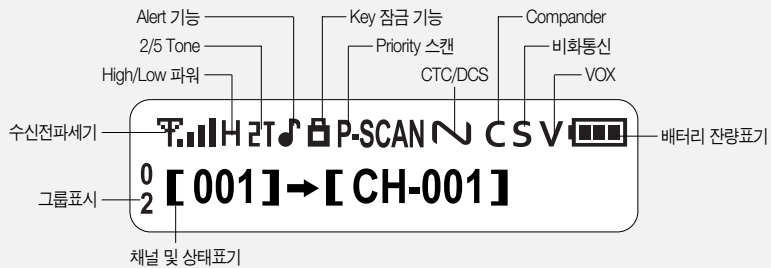 Alert 기능
Key 잠금 기능
Compander
2/5 Tone
Priority 스캔
비화통신
High/Low 파워
CTC/DCS
VOX
수신전파세기
H 2T P-SCAN C S V
배터리 잔량표기
그룹표시
0
2
[ 001 ]➔[ CH-001 ]
채널 및 상태표기